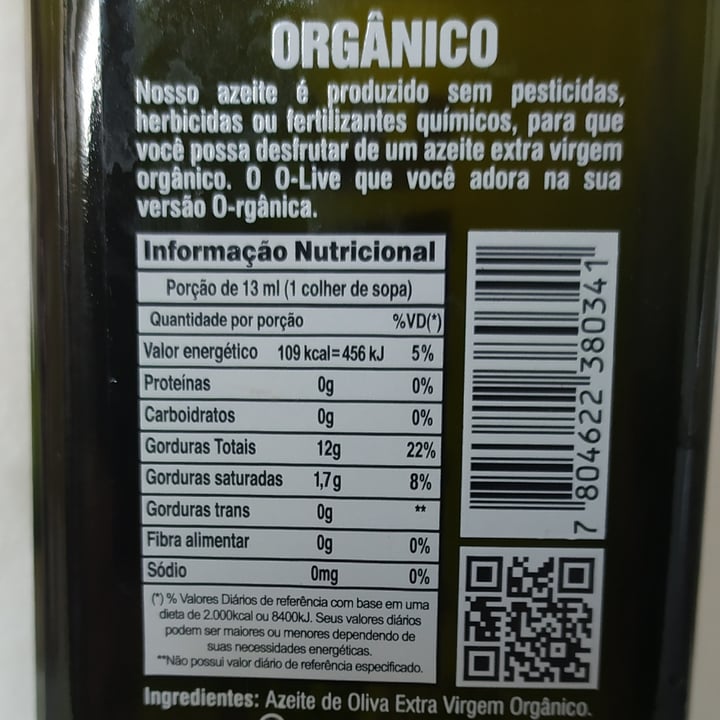 ORGÂNICO
Nosso azeite é produzido sem pesticidas,
herbicidas ou fertilizantes químicos, para que
você possa desfrutar de um azeite extra virgem
orgânico. O O-Live que você adora na sua
versão O-rgânica.
Informação Nutricional
Porção de 13 ml (1 colher de sopa)
Quantidade por porção %VD(*)
Valor energético 109 kcal=456 kJ 5%
Proteínas 0g 0%
Carboidratos 0g 0%
Gorduras Totais 12g 22%
Gorduras saturadas 1,7g 8%
Gorduras trans 0g **
Fibra alimentar 0g 0%
Sódio 0mg 0%
(*) % Valores Diários de referência com base em uma
dieta de 2.000kcal ou 8400kJ. Seus valores diários
podem ser maiores ou menores dependendo de
suas necessidades energéticas.
**Não possui valor diário de referência especificado.
7 804622 380341
Ingredientes: Azeite de Oliva Extra Virgem Orgânico.